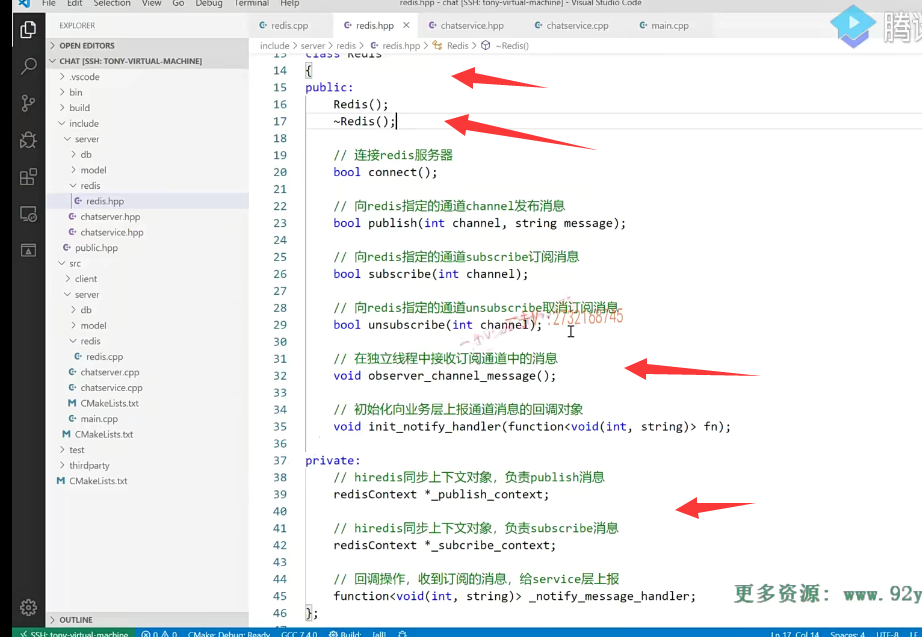 File Edit Selection View Go Debug Terminal Help redis.hpp - chat [SSH: tony-virtual-machine] - Visual Studio Code
EXPLORER
OPEN EDITORS
CHAT [SSH: TONY-VIRTUAL-MACHINE]
.vscode
bin
build
include
server
db
model
redis
redis.hpp
chatserver.hpp
chatservice.hpp
public.hpp
src
client
server
db
model
redis
redis.cpp
chatserver.cpp
chatservice.cpp
CMakeLists.txt
main.cpp
CMakeLists.txt
test
thirdparty
CMakeLists.txt
OUTLINE
redis.cpp redis.hpp chatservice.hpp chatservice.cpp main.cpp
include > server > redis > redis.hpp > Redis > ~Redis()
13 class Redis
14 {
15 public:
16 Redis();
17 ~Redis();
18
19 // 连接redis服务器
20 bool connect();
21
22 // 向redis指定的通道channel发布消息
23 bool publish(int channel, string message);
24
25 // 向redis指定的通道subscribe订阅消息
26 bool subscribe(int channel);
27
28 // 向redis指定的通道unsubscribe取消订阅消息
29 bool unsubscribe(int channel);
30
31 // 在独立线程中接收订阅通道中的消息
32 void observer_channel_message();
33
34 // 初始化向业务层上报通道消息的回调对象
35 void init_notify_handler(function<void(int, string)> fn);
36
37 private:
38 // hiredis同步上下文对象，负责publish消息
39 redisContext *_publish_context;
40
41 // hiredis同步上下文对象，负责subscribe消息
42 redisContext *_subcribe_context;
43
44 // 回调操作，收到订阅的消息，给service层上报
45 function<void(int, string)> _notify_message_handler;
46 };
:2732188745
腾
更多资源: www.92y
SSH: tony-virtual-machine 0 0 CMake: Debug: Ready GCC 7.4.0 Build: [all] Ln 17, Col 14 Spaces: 4 UTF-8 LF